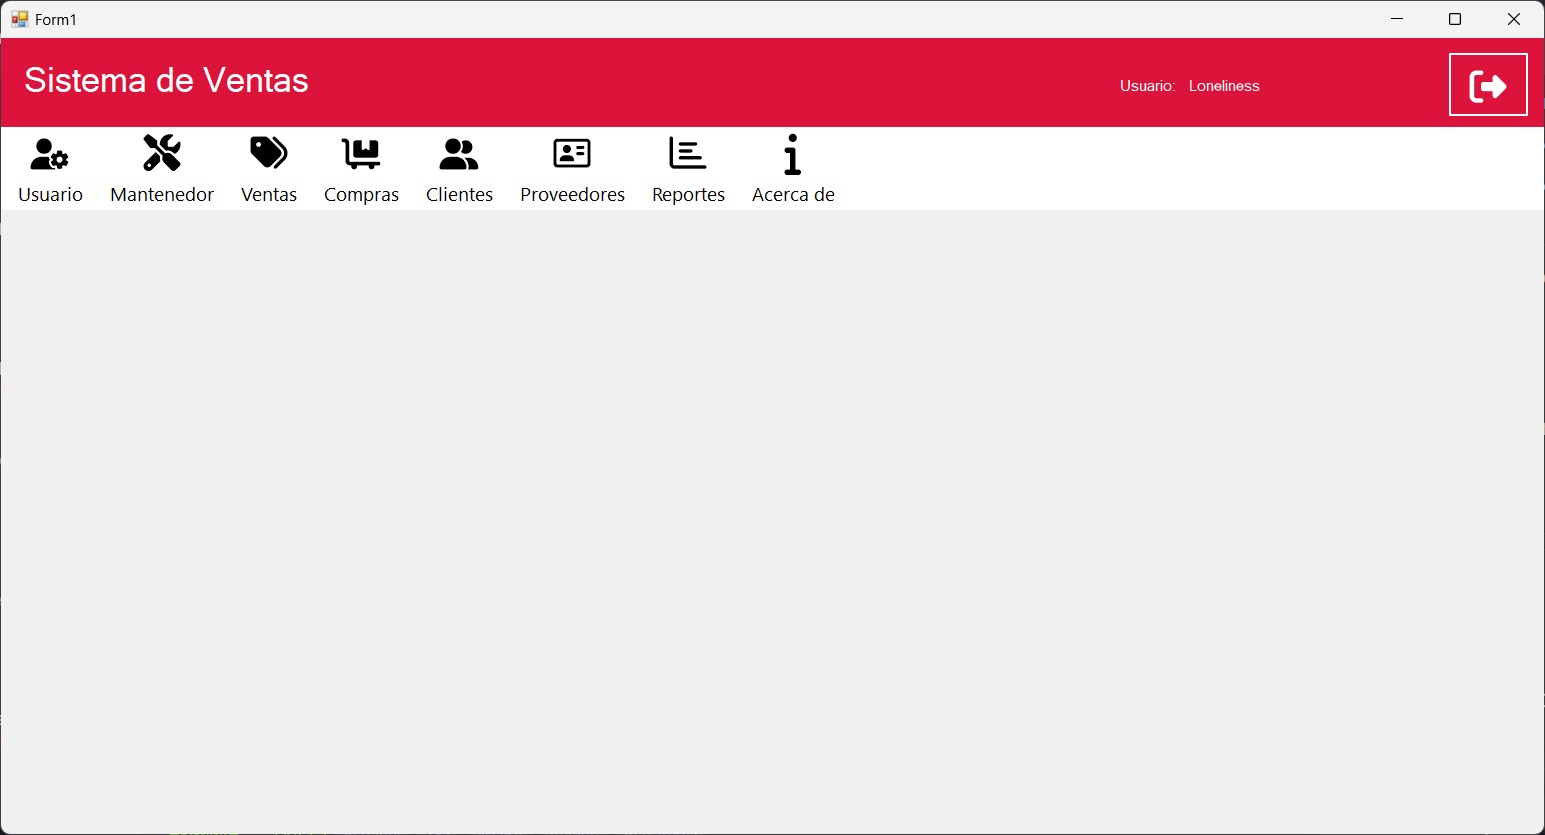 Form1
Sistema de Ventas
Usuario: Loneliness
Usuario Mantenedor Ventas Compras Clientes Proveedores Reportes Acerca de